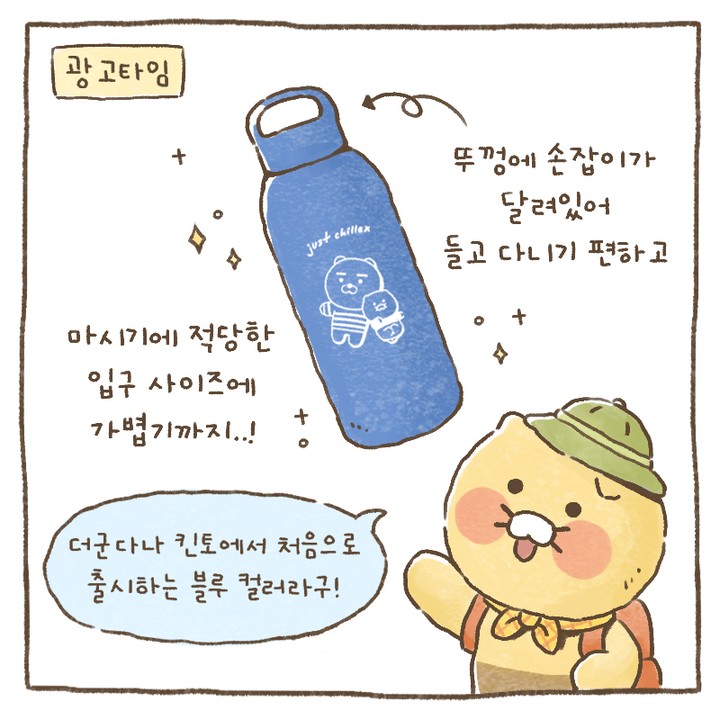 광고타임
뚜껑에 손잡이가
달려있어
들고 다니기 편하고
just chillax
마시기에 적당한
입구 사이즈에
가볍기까지..!
더군다나 킨토에서 처음으로
출시하는 블루 컬러라구!